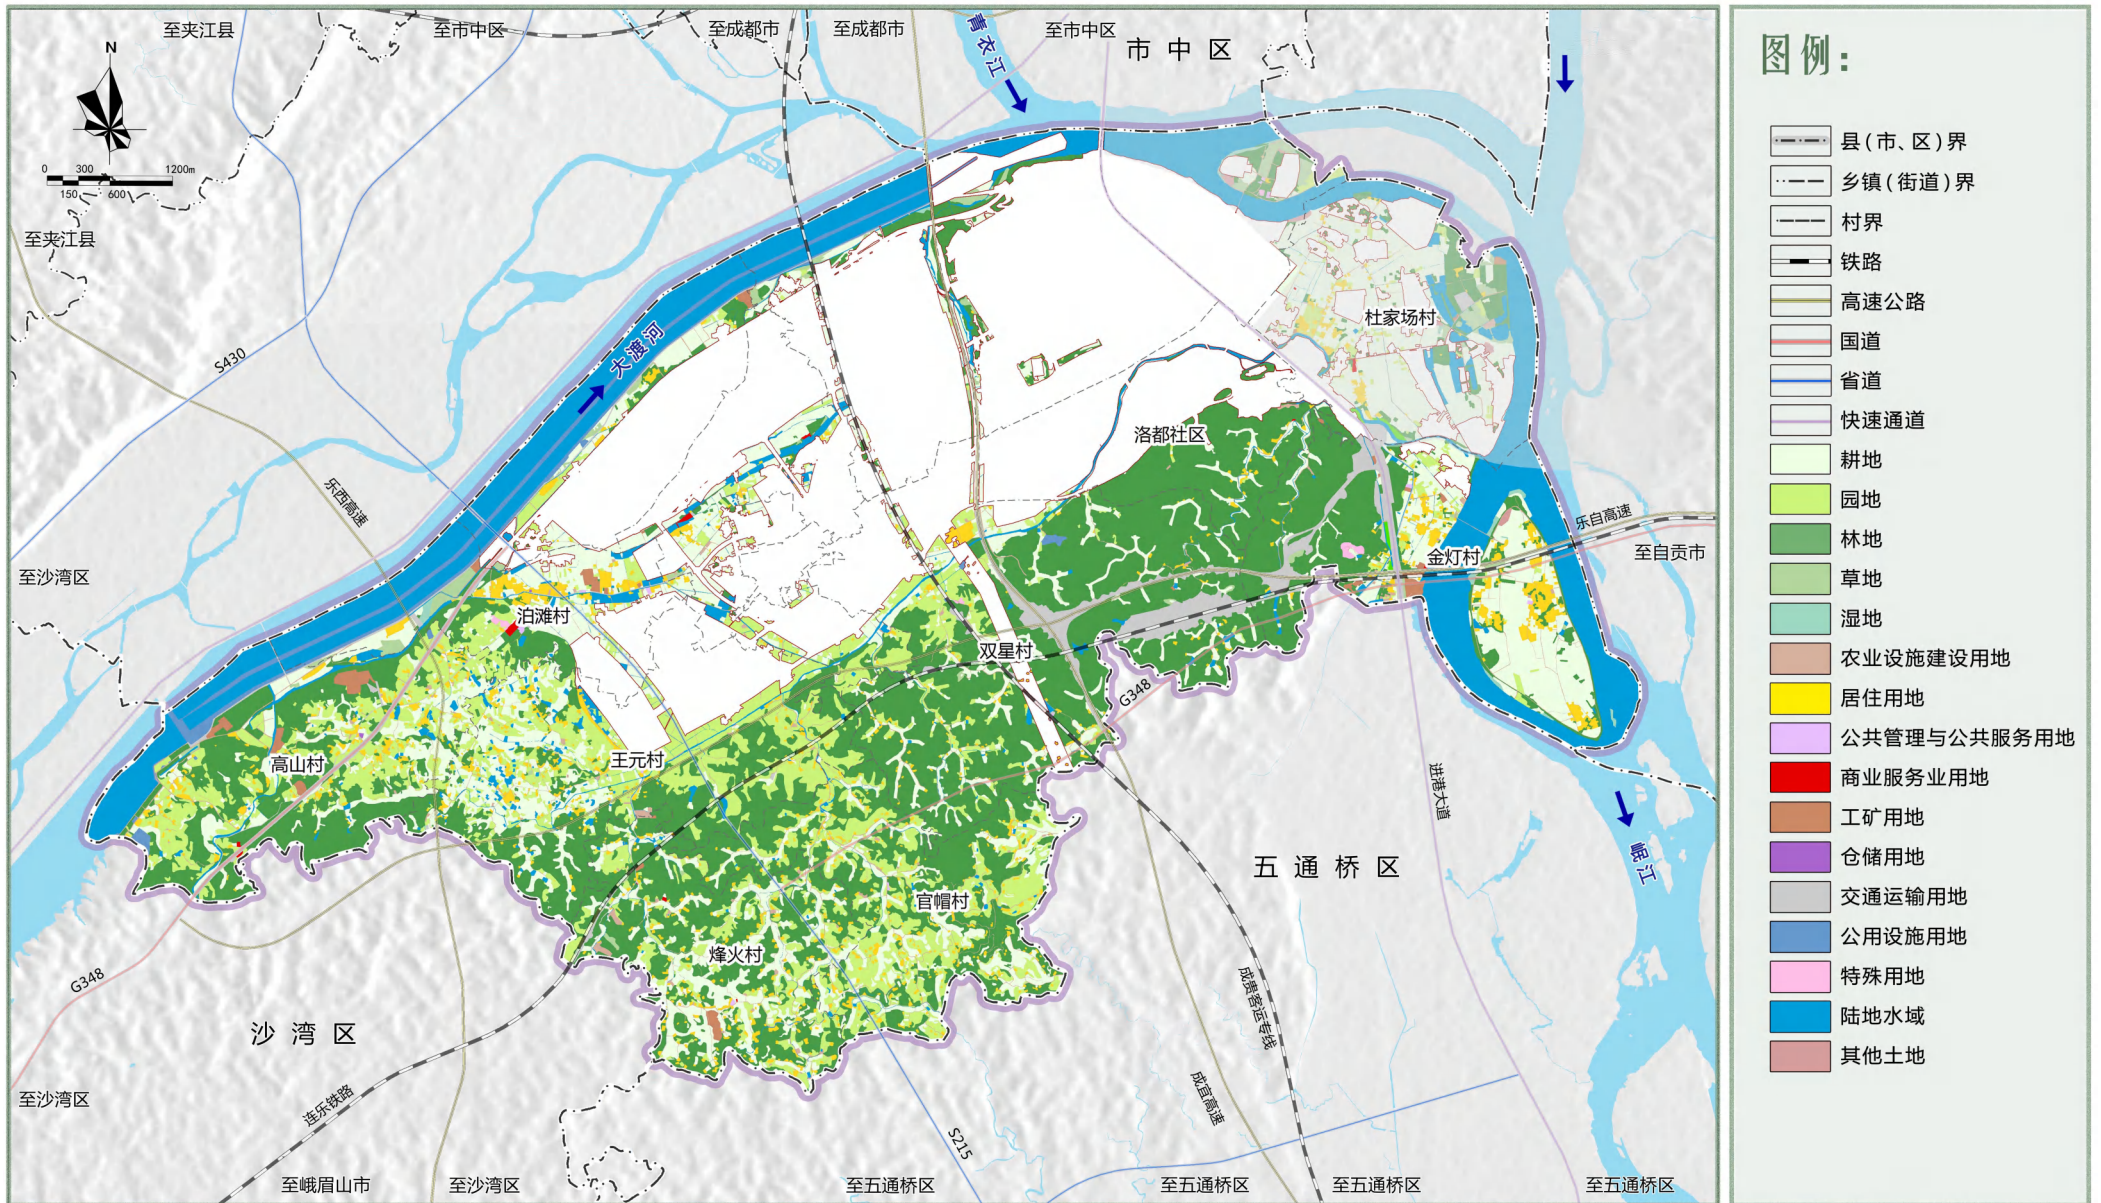 至夹江县
至市中区
至成都市
至成都市
至市中区
市中区
青衣江
N
0 300 1200m
150 600
至夹江县
S430
大渡河
杜家场村
洛都社区
乐西高速
乐自高速
至自贡市
至沙湾区
金灯村
泊滩村
双星村
G348
高山村
王元村
进港大道
岷江
五通桥区
官帽村
烽火村
G348
成贵客运专线
沙湾区
至沙湾区
连乐铁路
成宜高速
S215
至峨眉山市
至沙湾区
至五通桥区
至五通桥区
至五通桥区
至五通桥区
图例：
县(市、区)界
乡镇(街道)界
村界
铁路
高速公路
国道
省道
快速通道
耕地
园地
林地
草地
湿地
农业设施建设用地
居住用地
公共管理与公共服务用地
商业服务业用地
工矿用地
仓储用地
交通运输用地
公用设施用地
特殊用地
陆地水域
其他土地